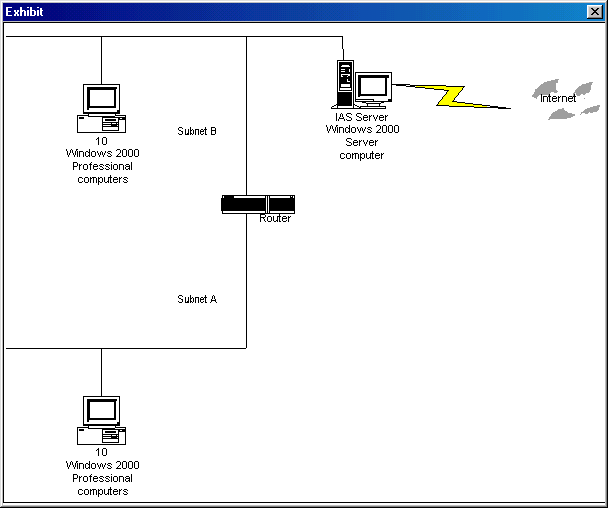 Exhibit
10
Windows 2000
Professional
computers
Subnet B
IAS Server
Windows 2000
Server
computer
Internet
Router
Subnet A
10
Windows 2000
Professional
computers